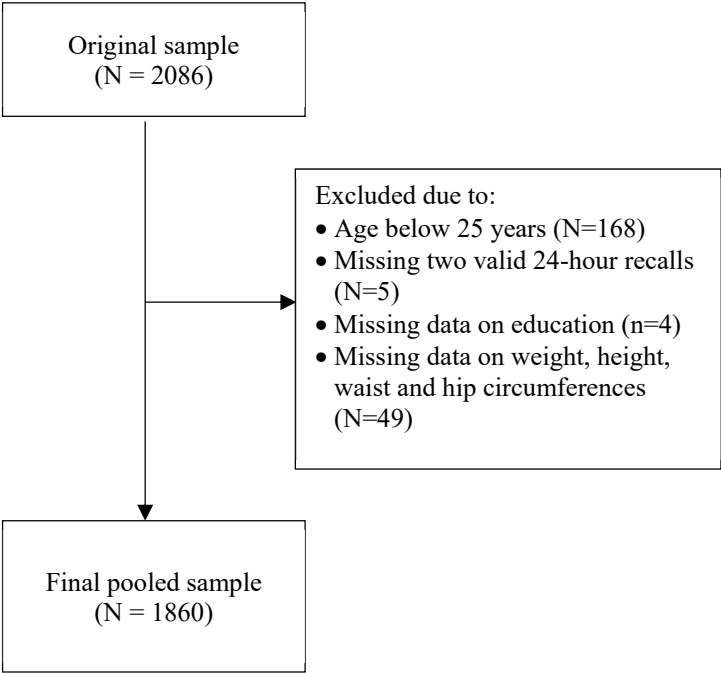 Original sample
(N = 2086)
Excluded due to:
• Age below 25 years (N=168)
• Missing two valid 24-hour recalls
(N=5)
• Missing data on education (n=4)
• Missing data on weight, height,
waist and hip circumferences
(N=49)
Final pooled sample
(N = 1860)